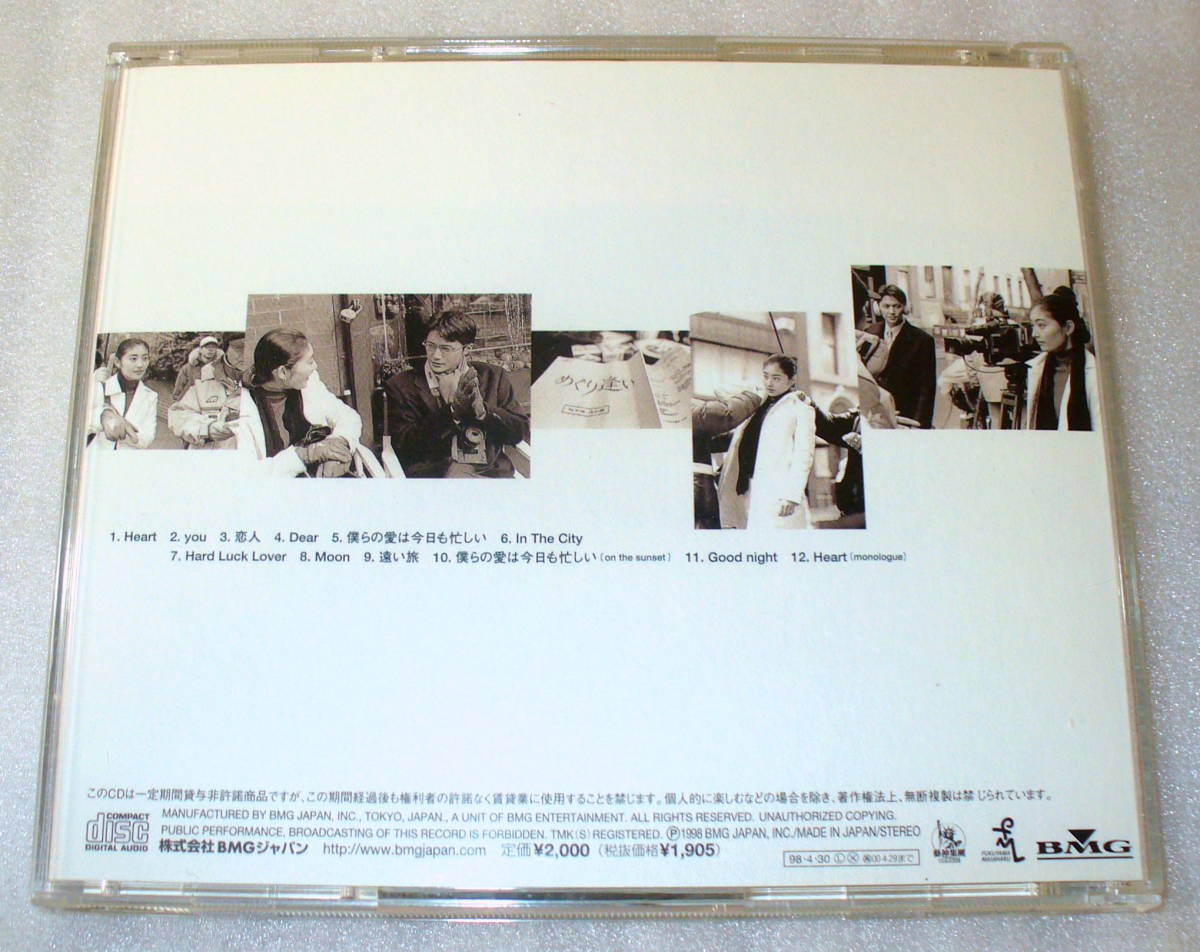 めぐり逢い
1. Heart 2. you 3. 恋人 4. Dear 5. 僕らの愛は今日も忙しい 6. In The City
7. Hard Luck Lover 8. Moon 9. 遠い旅 10. 僕らの愛は今日も忙しい (on the sunset) 11. Good night 12. Heart (monologue)
このCDは一定期間貸与非許諾商品ですが、この期間経過後も権利者の許諾なく賃貸業に使用することを禁じます。個人的に楽しむなどの場合を除き、著作権法上、無断複製は禁じられています。
COMPACT disc DIGITAL AUDIO
MANUFACTURED BY BMG JAPAN, INC., TOKYO, JAPAN., A UNIT OF BMG ENTERTAINMENT. ALL RIGHTS RESERVED. UNAUTHORIZED COPYING.
PUBLIC PERFORMANCE, BROADCASTING OF THIS RECORD IS FORBIDDEN. TMK(S) REGISTERED. Ⓟ1998 BMG JAPAN, INC./MADE IN JAPAN/STEREO
株式会社BMGジャパン http://www.bmgjapan.com 定価¥2,000 (税抜価格¥1,905)
98・4・30 Ⓛ Ⓧ 00・4・29まで
FUKUYAMA MASAHARU
BMG